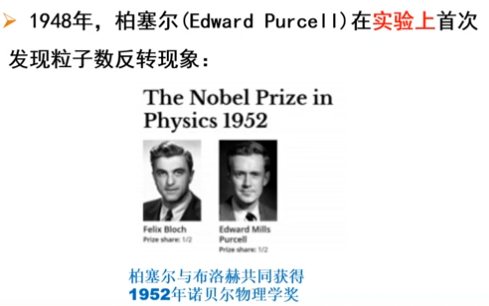 ➢ 1948年，柏塞尔(Edward Purcell)在实验上首次
发现粒子数反转现象：
The Nobel Prize in
Physics 1952
Felix Bloch
Prize share: 1/2
Edward Mills
Purcell
Prize share: 1/2
柏塞尔与布洛赫共同获得
1952年诺贝尔物理学奖